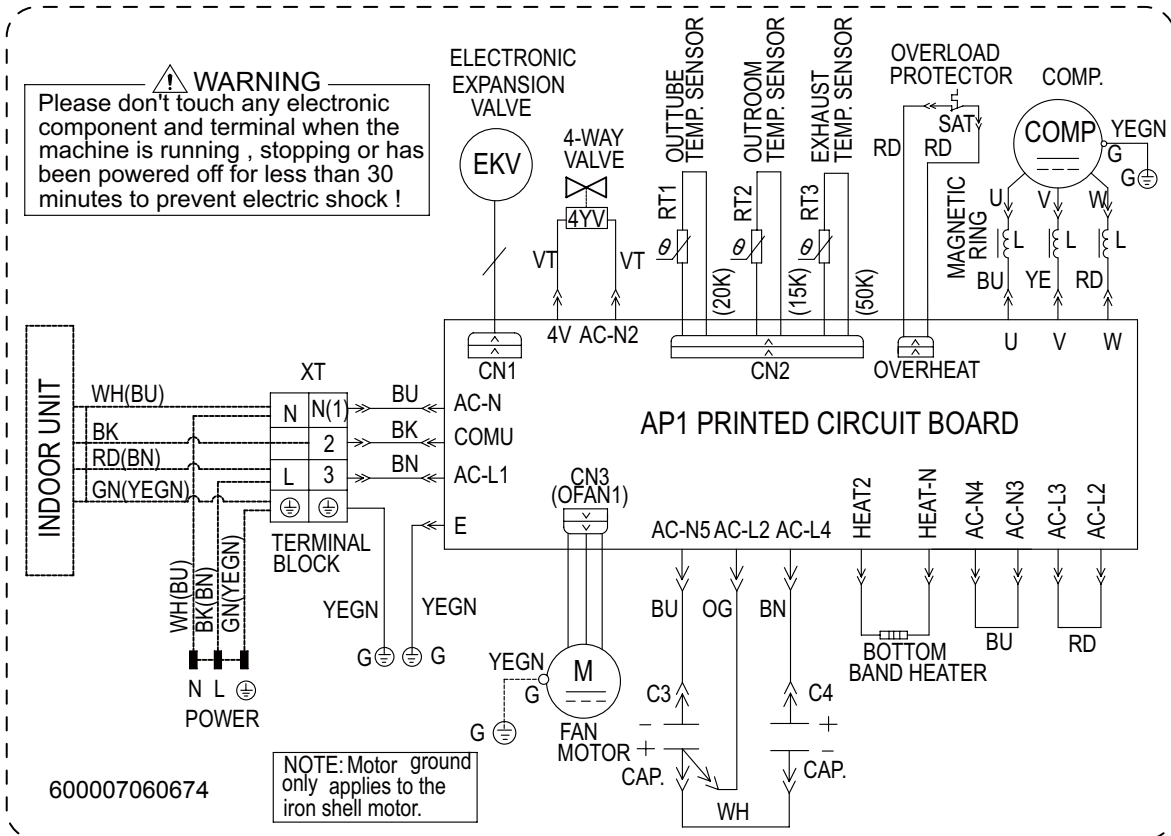 WARNING
Please don't touch any electronic
component and terminal when the
machine is running , stopping or has
been powered off for less than 30
minutes to prevent electric shock !
ELECTRONIC
EXPANSION
VALVE
EKV
4-WAY
VALVE
4YV
VT
VT
OUTTUBE
TEMP. SENSOR
RT1
θ
(20K)
OUTROOM
TEMP. SENSOR
RT2
θ
(15K)
EXHAUST
TEMP. SENSOR
RT3
θ
(50K)
OVERLOAD
PROTECTOR
SAT
RD
RD
COMP.
COMP
YEGN
G
G
MAGNETIC
RING
U
V
W
L
L
L
BU
YE
RD
CN1
4V
AC-N2
CN2
OVERHEAT
U
V
W
INDOOR UNIT
WH(BU)
BK
RD(BN)
GN(YEGN)
XT
N
N(1)
2
L
3
TERMINAL
BLOCK
BU
BK
BN
AC-N
COMU
AC-L1
E
AP1 PRINTED CIRCUIT BOARD
CN3
(OFAN1)
AC-N5
AC-L2
AC-L4
HEAT2
HEAT-N
AC-N4
AC-N3
AC-L3
AC-L2
WH(BU)
BK(BN)
GN(YEGN)
N L
POWER
YEGN
YEGN
G
G
YEGN
G
G
M
FAN
MOTOR
BU
OG
BN
C3
-
+
CAP.
C4
+
-
CAP.
WH
BOTTOM
BAND HEATER
BU
RD
600007060674
NOTE: Motor ground
only applies to the
iron shell motor.